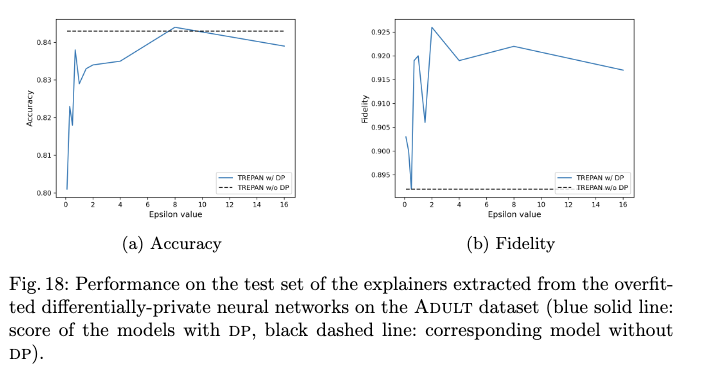 0.84
0.83
0.82
0.81
0.80
Accuracy
0 2 4 6 8 10 12 14 16
Epsilon value
TREPAN w/ DP
TREPAN w/o DP
(a) Accuracy
0.925
0.920
0.915
0.910
0.905
0.900
0.895
Fidelity
0 2 4 6 8 10 12 14 16
Epsilon value
TREPAN w/ DP
TREPAN w/o DP
(b) Fidelity
Fig. 18: Performance on the test set of the explainers extracted from the overfit-
ted differentially-private neural networks on the ADULT dataset (blue solid line:
score of the models with DP, black dashed line: corresponding model without
DP).